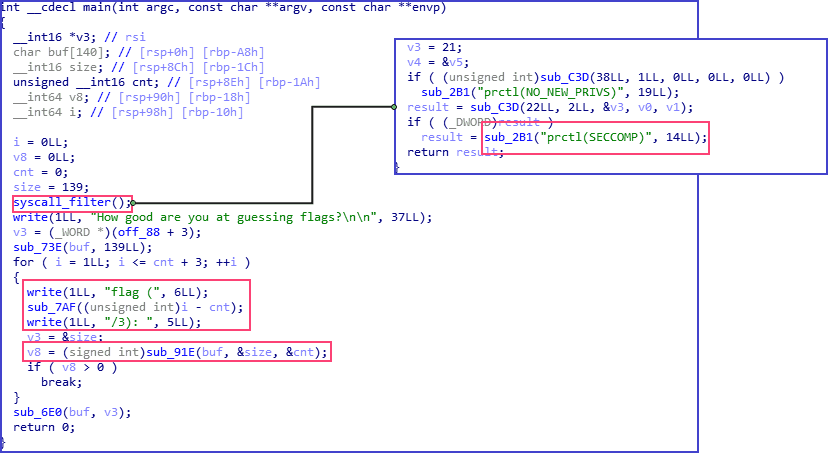 int __cdecl main(int argc, const char **argv, const char **envp)
{
__int16 *v3; // rsi
char buf[140]; // [rsp+0h] [rbp-A8h]
__int16 size; // [rsp+8Ch] [rbp-1Ch]
unsigned __int16 cnt; // [rsp+8Eh] [rbp-1Ah]
__int64 v8; // [rsp+90h] [rbp-18h]
__int64 i; // [rsp+98h] [rbp-10h]
i = 0LL;
v8 = 0LL;
cnt = 0;
size = 139;
syscall_filter();
write(1LL, "How good are you at guessing flags?\n\n", 37LL);
v3 = (_WORD *)(off_88 + 3);
sub_73E(buf, 139LL);
for ( i = 1LL; i <= cnt + 3; ++i )
{
write(1LL, "flag (", 6LL);
sub_7AF((unsigned int)i - cnt);
write(1LL, "/3): ", 5LL);
v3 = &size;
v8 = (signed int)sub_91E(buf, &size, &cnt);
if ( v8 > 0 )
break;
}
sub_6E0(buf, v3);
return 0;
}
v3 = 21;
v4 = &v5;
if ( (unsigned int)sub_C3D(38LL, 1LL, 0LL, 0LL, 0LL) )
sub_2B1("prctl(NO_NEW_PRIVS)", 19LL);
result = sub_C3D(22LL, 2LL, &v3, v0, v1);
if ( (_DWORD)result )
result = sub_2B1("prctl(SECCOMP)", 14LL);
return result;
}